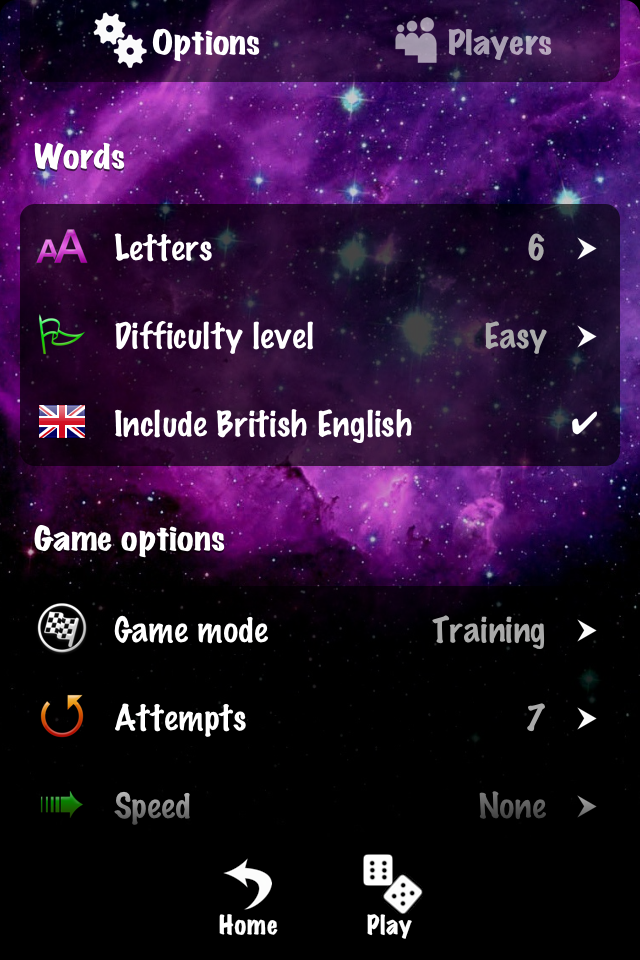 Options Players
Words
Letters 6
Difficulty level Easy
Include British English
Game options
Game mode Training
Attempts 7
Speed None
Home Play